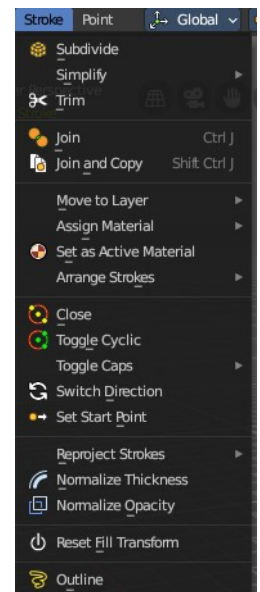 Stroke Point Global
Subdivide
Simplify
Trim
Join Ctrl J
Join and Copy Shift Ctrl J
Move to Layer
Assign Material
Set as Active Material
Arrange Strokes
Close
Toggle Cyclic
Toggle Caps
Switch Direction
Set Start Point
Reproject Strokes
Normalize Thickness
Normalize Opacity
Reset Fill Transform
Outline